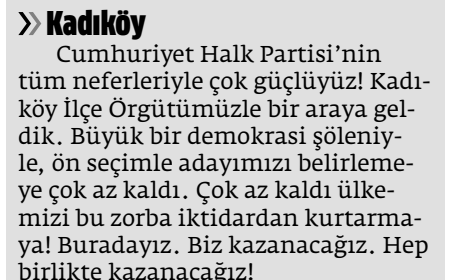 » Kadıköy
Cumhuriyet Halk Partisi’nin
tüm neferleriyle çok güçlüyüz! Kadı-
köy İlçe Örgütümüzle bir araya gel-
dik. Büyük bir demokrasi şöleniy-
le, ön seçimle adayımızı belirleme-
ye çok az kaldı. Çok az kaldı ülke-
mizi bu zorba iktidardan kurtarma-
ya! Buradayız. Biz kazanacağız. Hep
birlikte kazanacağız!